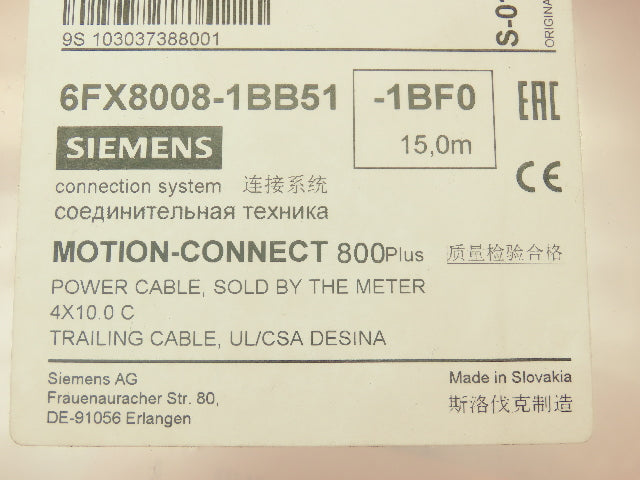 9S 103037388001
S-01
ORIGINA
6FX8008-1BB51 -1BF0
15,0m
EAC
SIEMENS
CE
connection system 连接系统
соединительная техника
MOTION-CONNECT 800Plus 质量检验合格
POWER CABLE, SOLD BY THE METER
4X10.0 C
TRAILING CABLE, UL/CSA DESINA
Siemens AG
Frauenauracher Str. 80,
DE-91056 Erlangen
Made in Slovakia
斯洛伐克制造